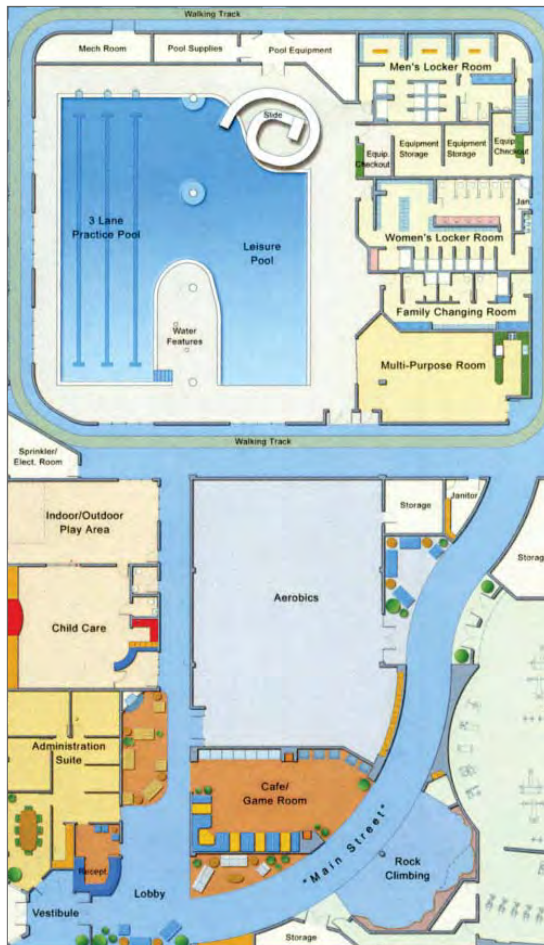 Walking Track
Mech Room
Pool Supplies
Pool Equipment
Men's Locker Room
Slide
Equip.
Checkout
Equipment
Storage
Equipment
Storage
Equip.
Checkout
3 Lane
Practice Pool
Leisure
Pool
Jan.
Women's Locker Room
Family Changing Room
Water
Features
Multi-Purpose Room
Walking Track
Sprinkler/
Elect. Room
Storage
Janitor
Indoor/Outdoor
Play Area
Storag
Aerobics
Child Care
Administration
Suite
Cafe/
Game Room
"Main Street"
Rock
Climbing
Recept.
Lobby
Vestibule
Storage